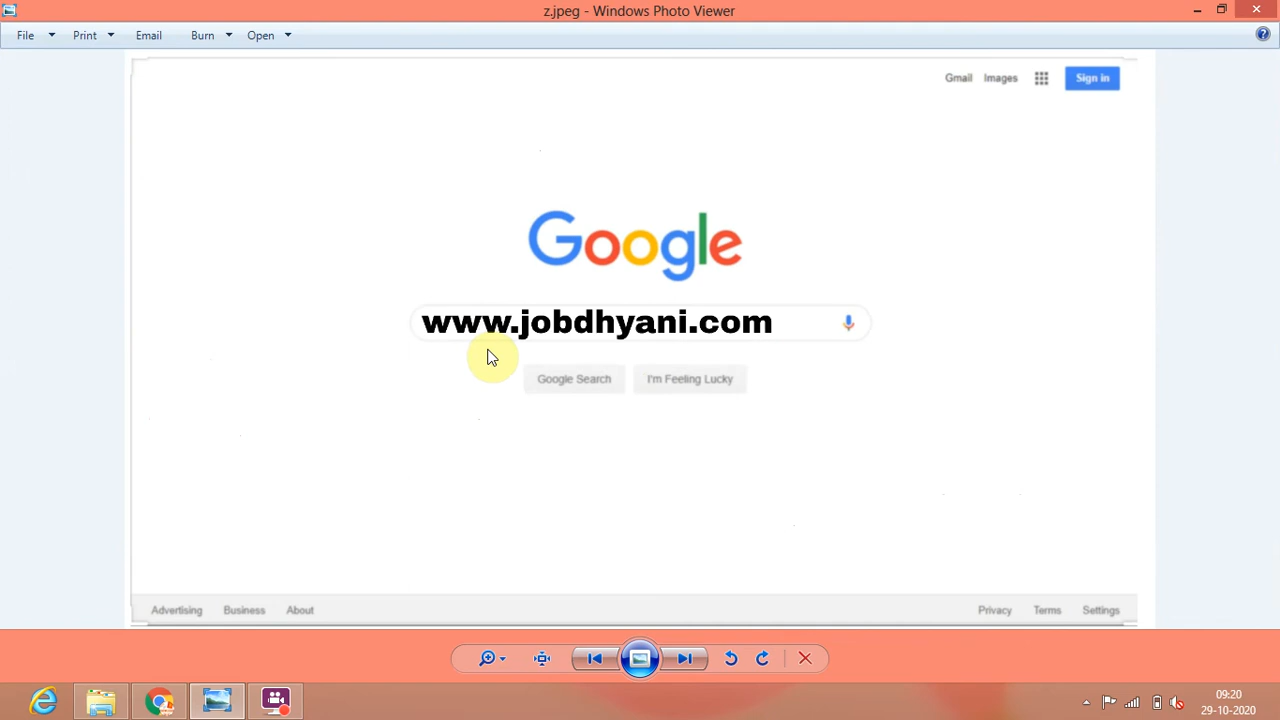 z.jpeg - Windows Photo Viewer
File Print Email Burn Open
Gmail Images Sign in
Google
www.jobdhyani.com
Google Search I'm Feeling Lucky
Advertising Business About Privacy Terms Settings
09:20
29-10-2020